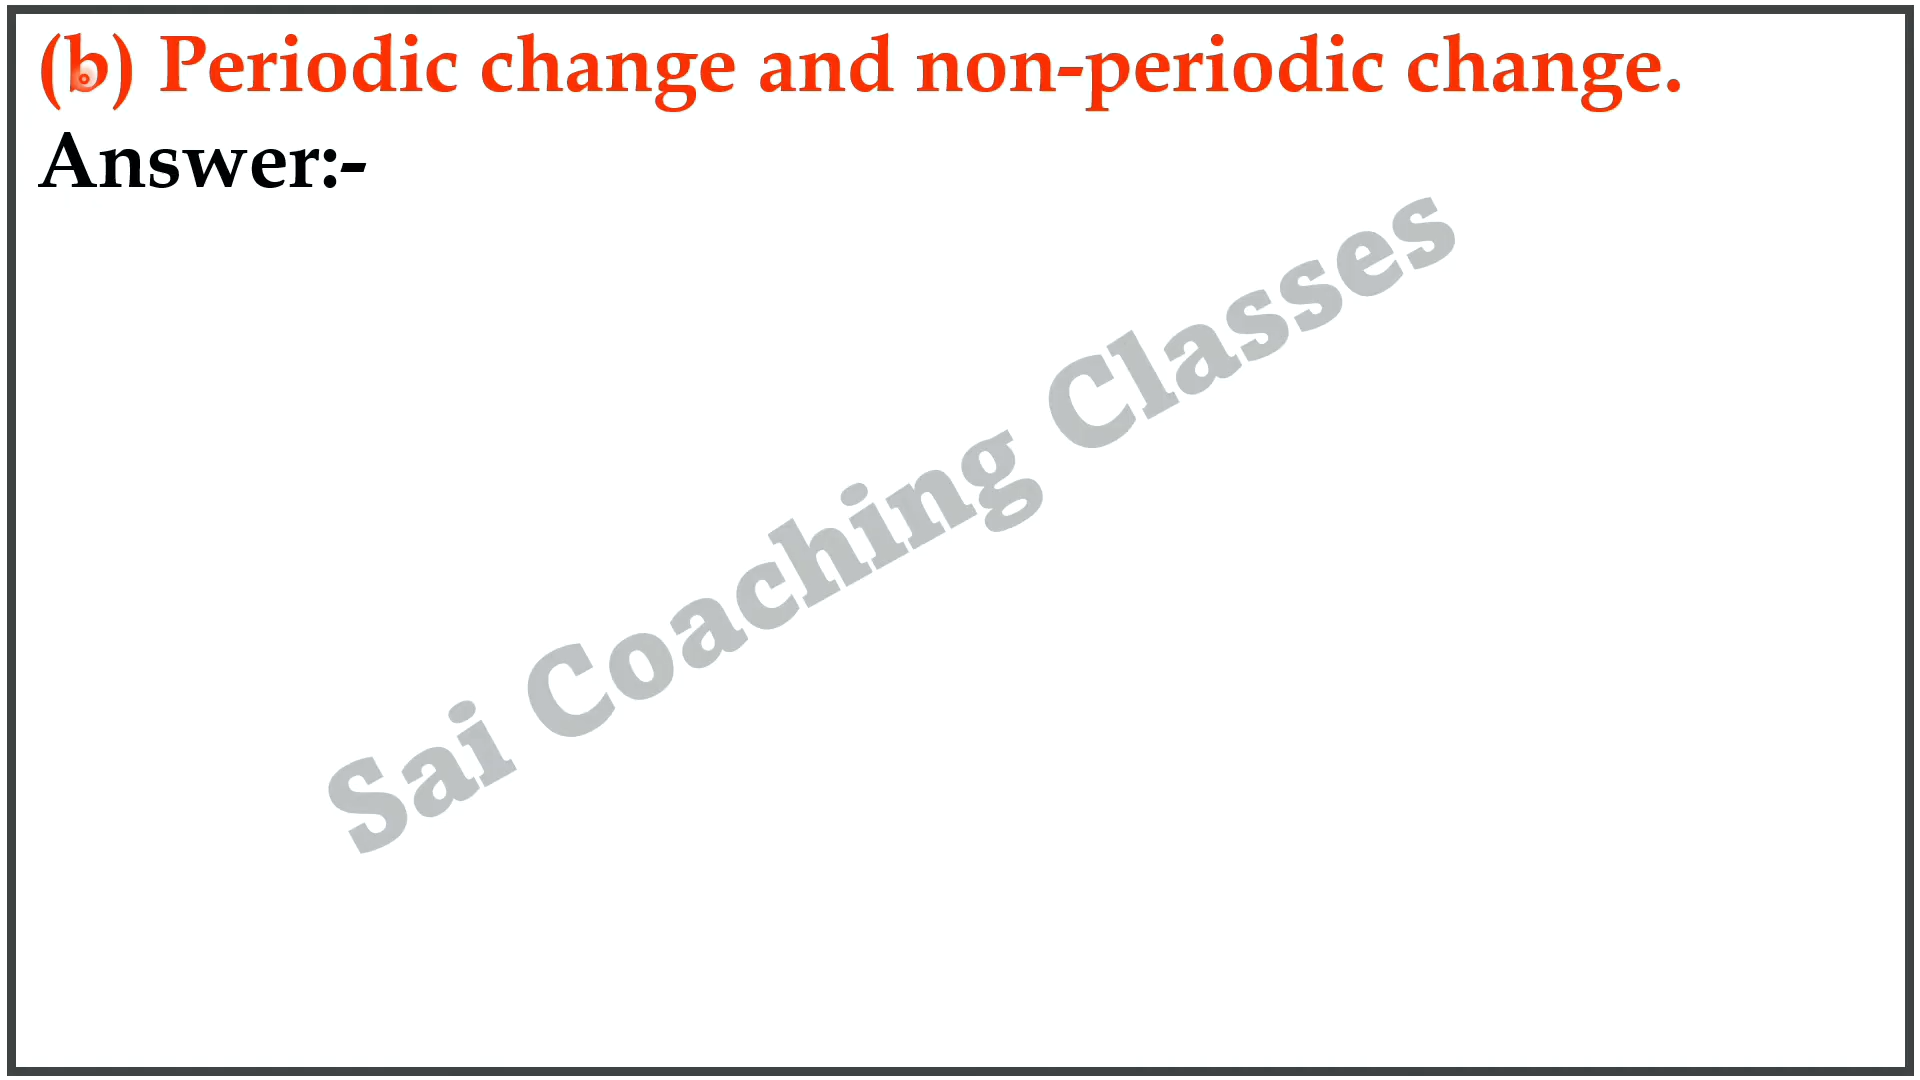 (b) Periodic change and non-periodic change.
Answer:-
Sai Coaching Classes